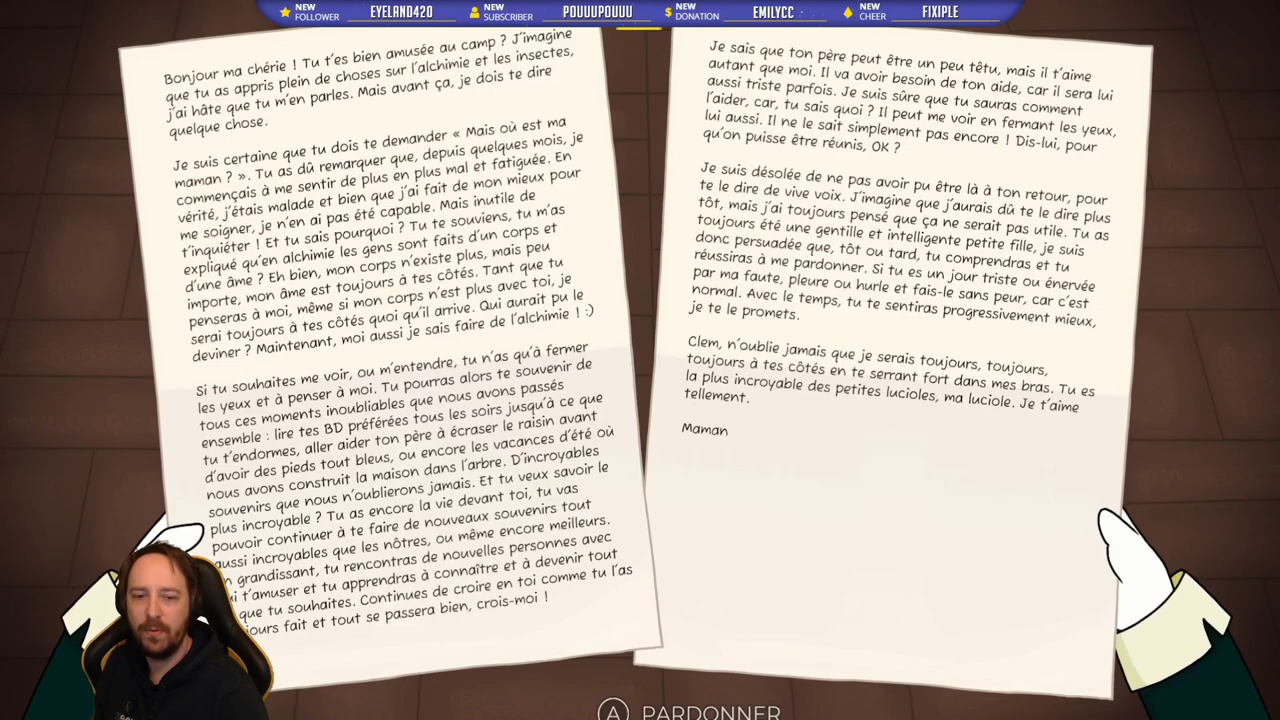 NEW FOLLOWER EYELAND420 NEW SUBSCRIBER POUUUPOUUU NEW DONATION EMILYCC NEW CHEER FIXIPLE
Bonjour ma chérie ! Tu t'es bien amusée au camp ? J'imagine
que tu as appris plein de choses sur l'alchimie et les insectes,
j'ai hâte que tu m'en parles. Mais avant ça, je dois te dire
quelque chose.
Je suis certaine que tu dois te demander « Mais où est ma
maman ? ». Tu as dû remarquer que, depuis quelques mois, je
commençais à me sentir de plus en plus mal et fatiguée. En
vérité, j'étais malade et bien que j'ai fait de mon mieux pour
me soigner, je n'en ai pas été capable. Mais inutile de
t'inquiéter ! Et tu sais pourquoi ? Tu te souviens, tu m'as
expliqué qu'en alchimie les gens sont faits d'un corps et
d'une âme ? Eh bien, mon corps n'existe plus, mais peu
importe, mon âme est toujours à tes côtés. Tant que tu
penseras à moi, même si mon corps n'est plus avec toi, je
serai toujours à tes côtés quoi qu'il arrive. Qui aurait pu le
deviner ? Maintenant, moi aussi je sais faire de l'alchimie ! :)
Si tu souhaites me voir, ou m'entendre, tu n'as qu'à fermer
les yeux et à penser à moi. Tu pourras alors te souvenir de
tous ces moments inoubliables que nous avons passés
ensemble : lire tes BD préférées tous les soirs jusqu'à ce que
tu t'endormes, aller aider ton père à écraser le raisin avant
d'avoir des pieds tout bleus, ou encore les vacances d'été où
nous avons construit la maison dans l'arbre. D'incroyables
souvenirs que nous n'oublierons jamais. Et tu veux savoir le
plus incroyable ? Tu as encore la vie devant toi, tu vas
pouvoir continuer à te faire de nouveaux souvenirs tout
aussi incroyables que les nôtres, ou même encore meilleurs.
n grandissant, tu rencontras de nouvelles personnes avec
ui t'amuser et tu apprendras à connaître et à devenir tout
que tu souhaites. Continues de croire en toi comme tu l'as
jours fait et tout se passera bien, crois-moi !
Je sais que ton père peut être un peu têtu, mais il t'aime
autant que moi. Il va avoir besoin de ton aide, car il sera lui
aussi triste parfois. Je suis sûre que tu sauras comment
l'aider, car, tu sais quoi ? Il peut me voir en fermant les yeux,
lui aussi. Il ne le sait simplement pas encore ! Dis-lui, pour
qu'on puisse être réunis, OK ?
Je suis désolée de ne pas avoir pu être là à ton retour, pour
te le dire de vive voix. J'imagine que j'aurais dû te le dire plus
tôt, mais j'ai toujours pensé que ça ne serait pas utile. Tu as
toujours été une gentille et intelligente petite fille, je suis
donc persuadée que, tôt ou tard, tu comprendras et tu
réussiras à me pardonner. Si tu es un jour triste ou énervée
par ma faute, pleure ou hurle et fais-le sans peur, car c'est
normal. Avec le temps, tu te sentiras progressivement mieux,
je te le promets.
Clem, n'oublie jamais que je serais toujours, toujours,
toujours à tes côtés en te serrant fort dans mes bras. Tu es
la plus incroyable des petites lucioles, ma luciole. Je t'aime
tellement.
Maman
A PARDONNER